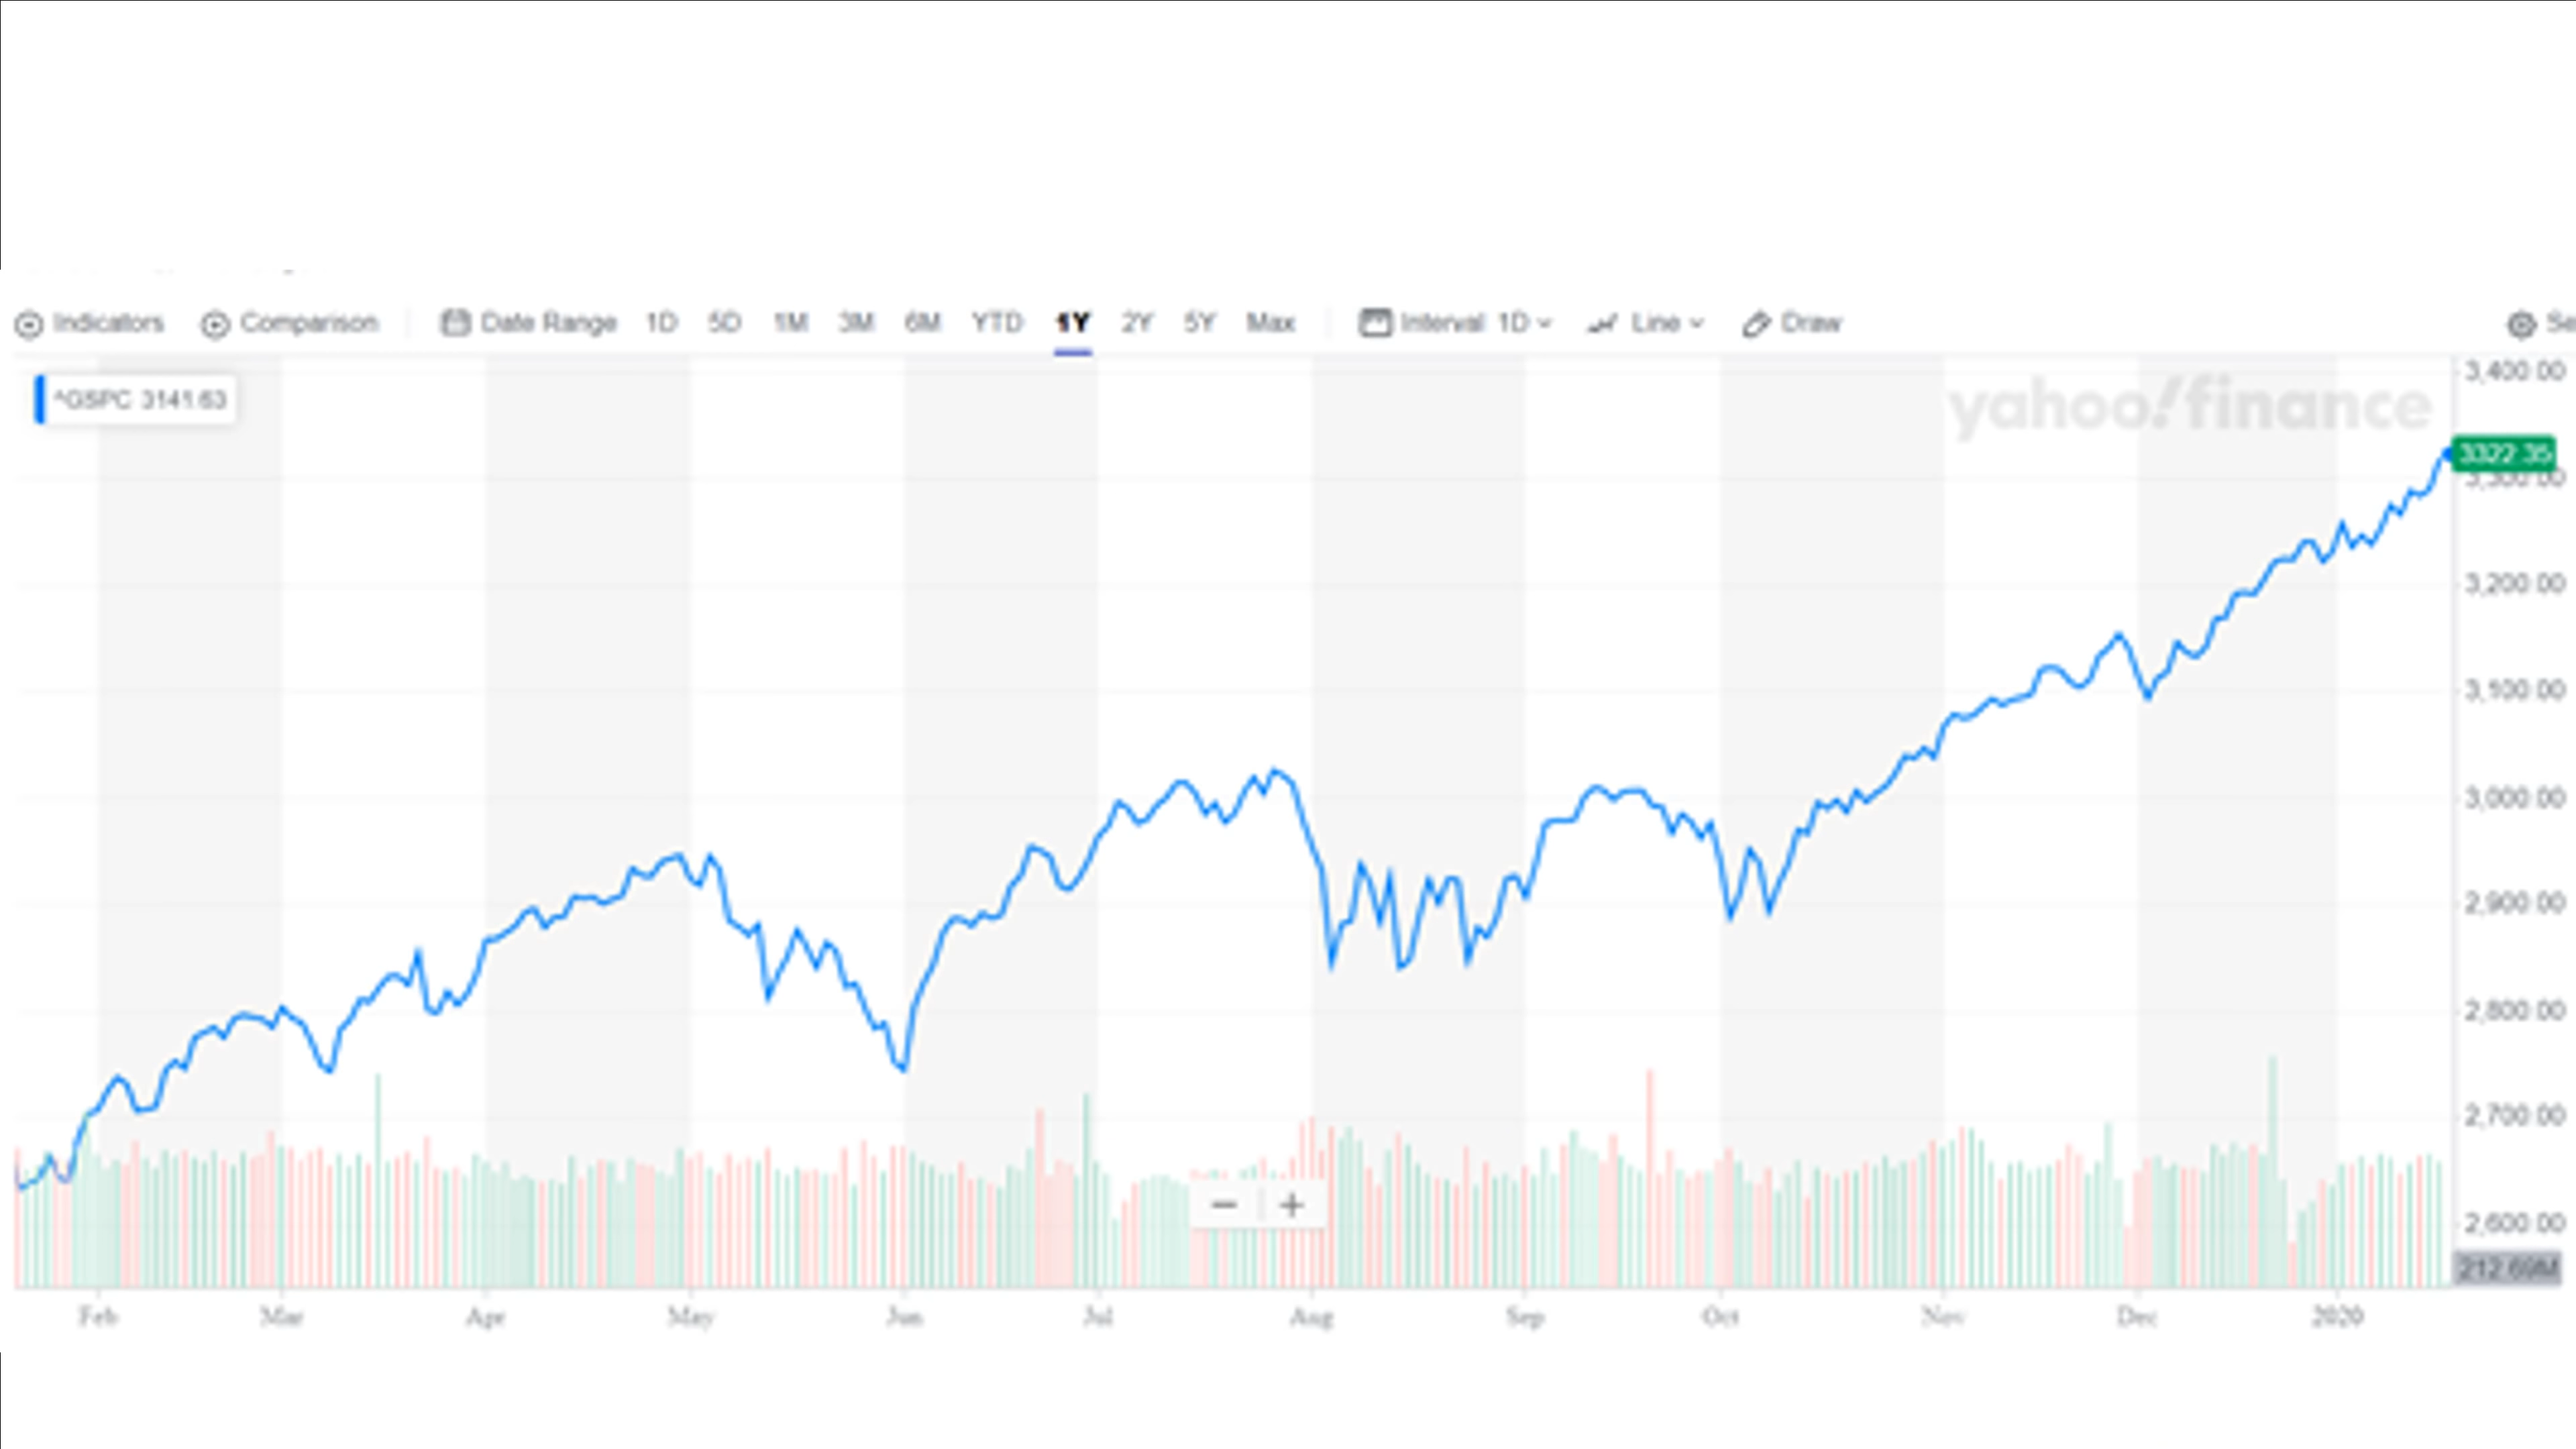 Indicators Comparison Date Range 1D 5D 1M 3M 6M YTD 1Y 2Y 5Y Max Interval 1D Line Draw
^GSPC 3141.63
yahoo!finance
3,400.00
3322.35
3,300.00
3,200.00
3,100.00
3,000.00
2,900.00
2,800.00
2,700.00
2,600.00
212.69M
Feb Mar Apr May Jun Jul Aug Sep Oct Nov Dec 2020